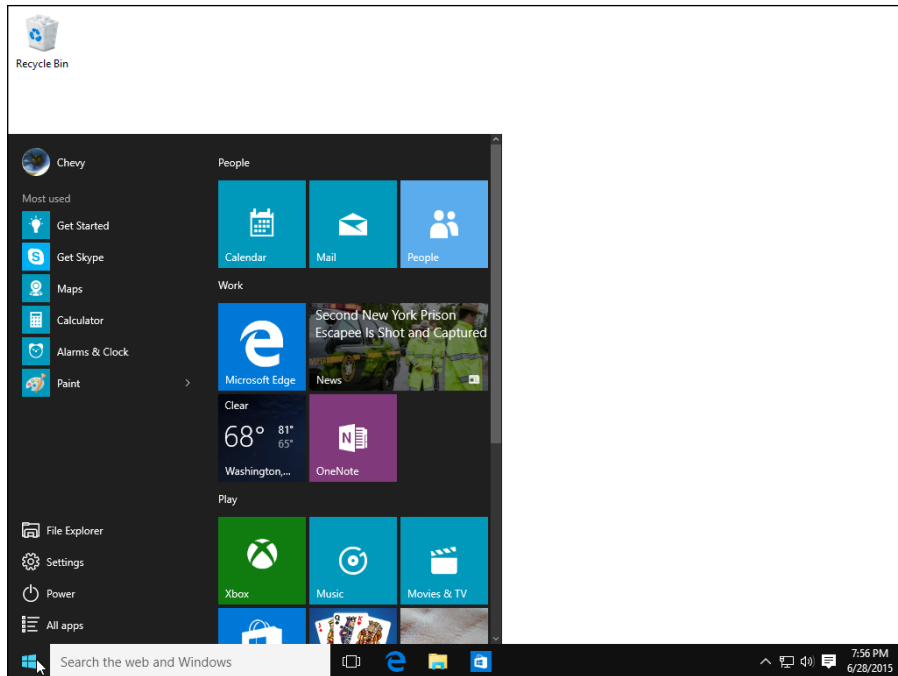 Recycle Bin
Chevy
Most used
Get Started
Get Skype
Maps
Calculator
Alarms & Clock
Paint
File Explorer
Settings
Power
All apps
People
Calendar
Mail
People
Work
Microsoft Edge
Second New York Prison
Escapee Is Shot and Captured
News
Clear
68° 81°
65°
Washington,...
OneNote
Play
Xbox
Music
Movies & TV
Search the web and Windows
7:56 PM
6/28/2015